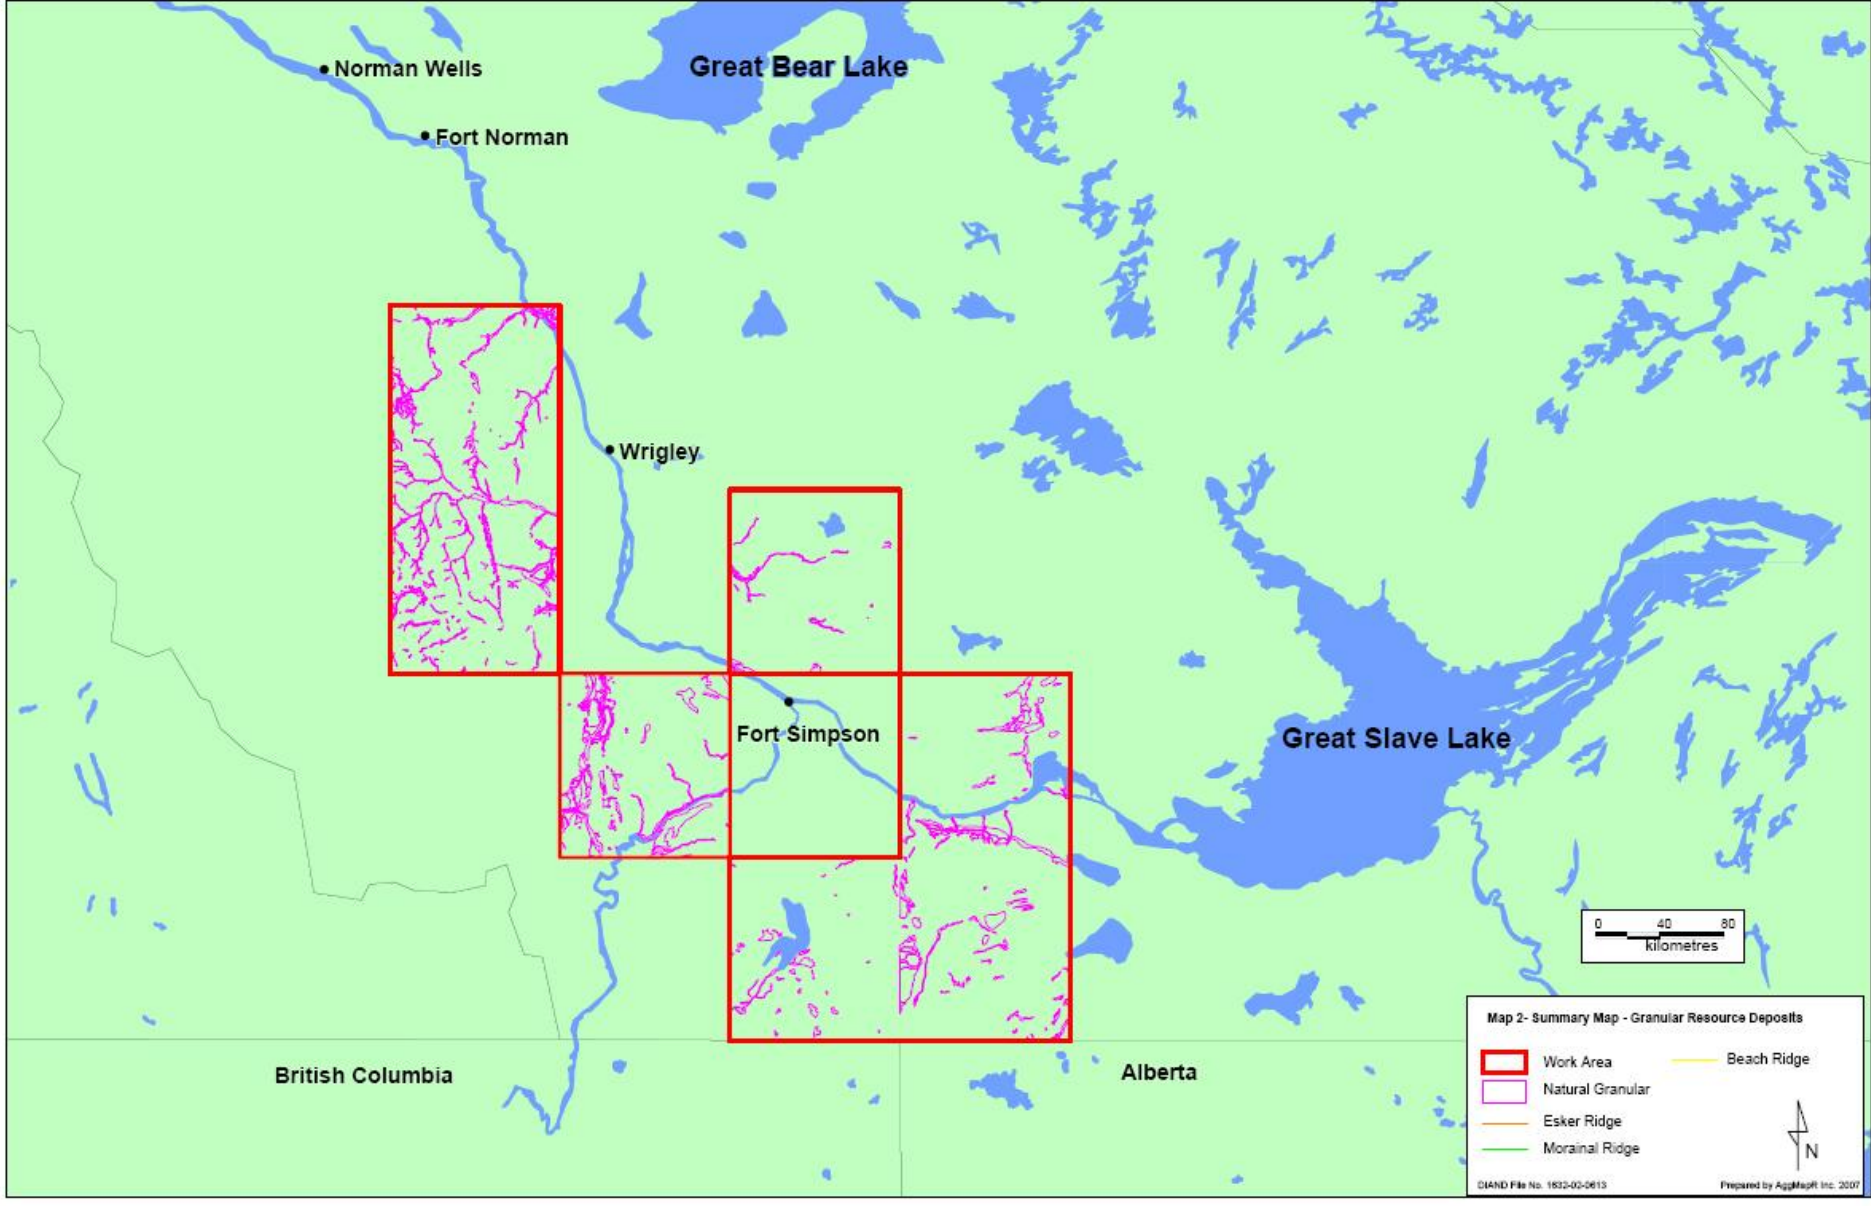 Great Bear Lake
Norman Wells
Fort Norman
Wrigley
Fort Simpson
Great Slave Lake
0 40 80
kilometres
British Columbia
Alberta
Map 2- Summary Map - Granular Resource Deposits
Work Area
Beach Ridge
Natural Granular
Esker Ridge
Morainal Ridge
N
DIAND File No. 1632-02-0613
Prepared by AggMapR Inc. 2007